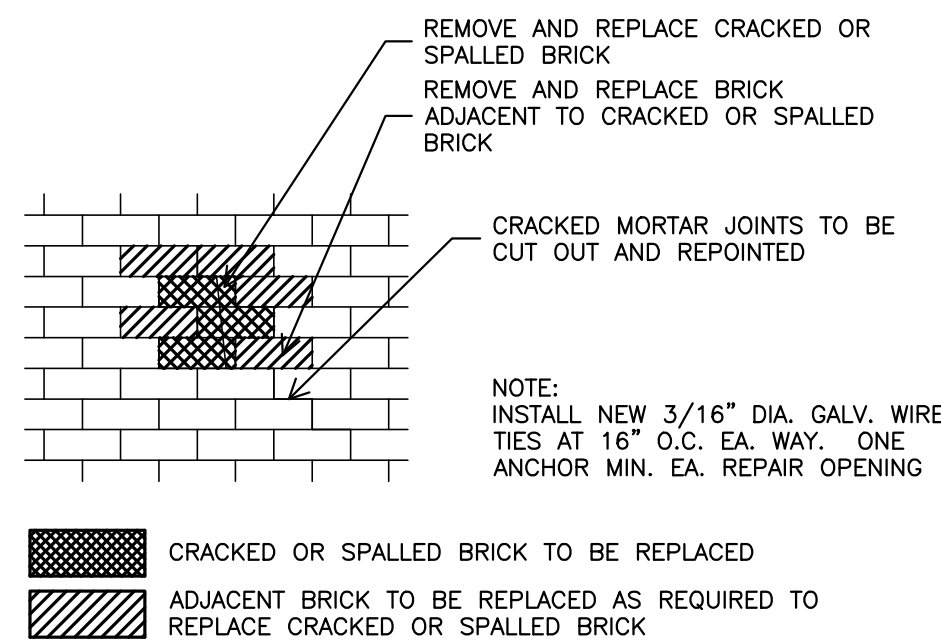 REMOVE AND REPLACE CRACKED OR
SPALLED BRICK
REMOVE AND REPLACE BRICK
ADJACENT TO CRACKED OR SPALLED
BRICK
CRACKED MORTAR JOINTS TO BE
CUT OUT AND REPOINTED
NOTE:
INSTALL NEW 3/16" DIA. GALV. WIRE
TIES AT 16" O.C. EA. WAY. ONE
ANCHOR MIN. EA. REPAIR OPENING
CRACKED OR SPALLED BRICK TO BE REPLACED
ADJACENT BRICK TO BE REPLACED AS REQUIRED TO
REPLACE CRACKED OR SPALLED BRICK